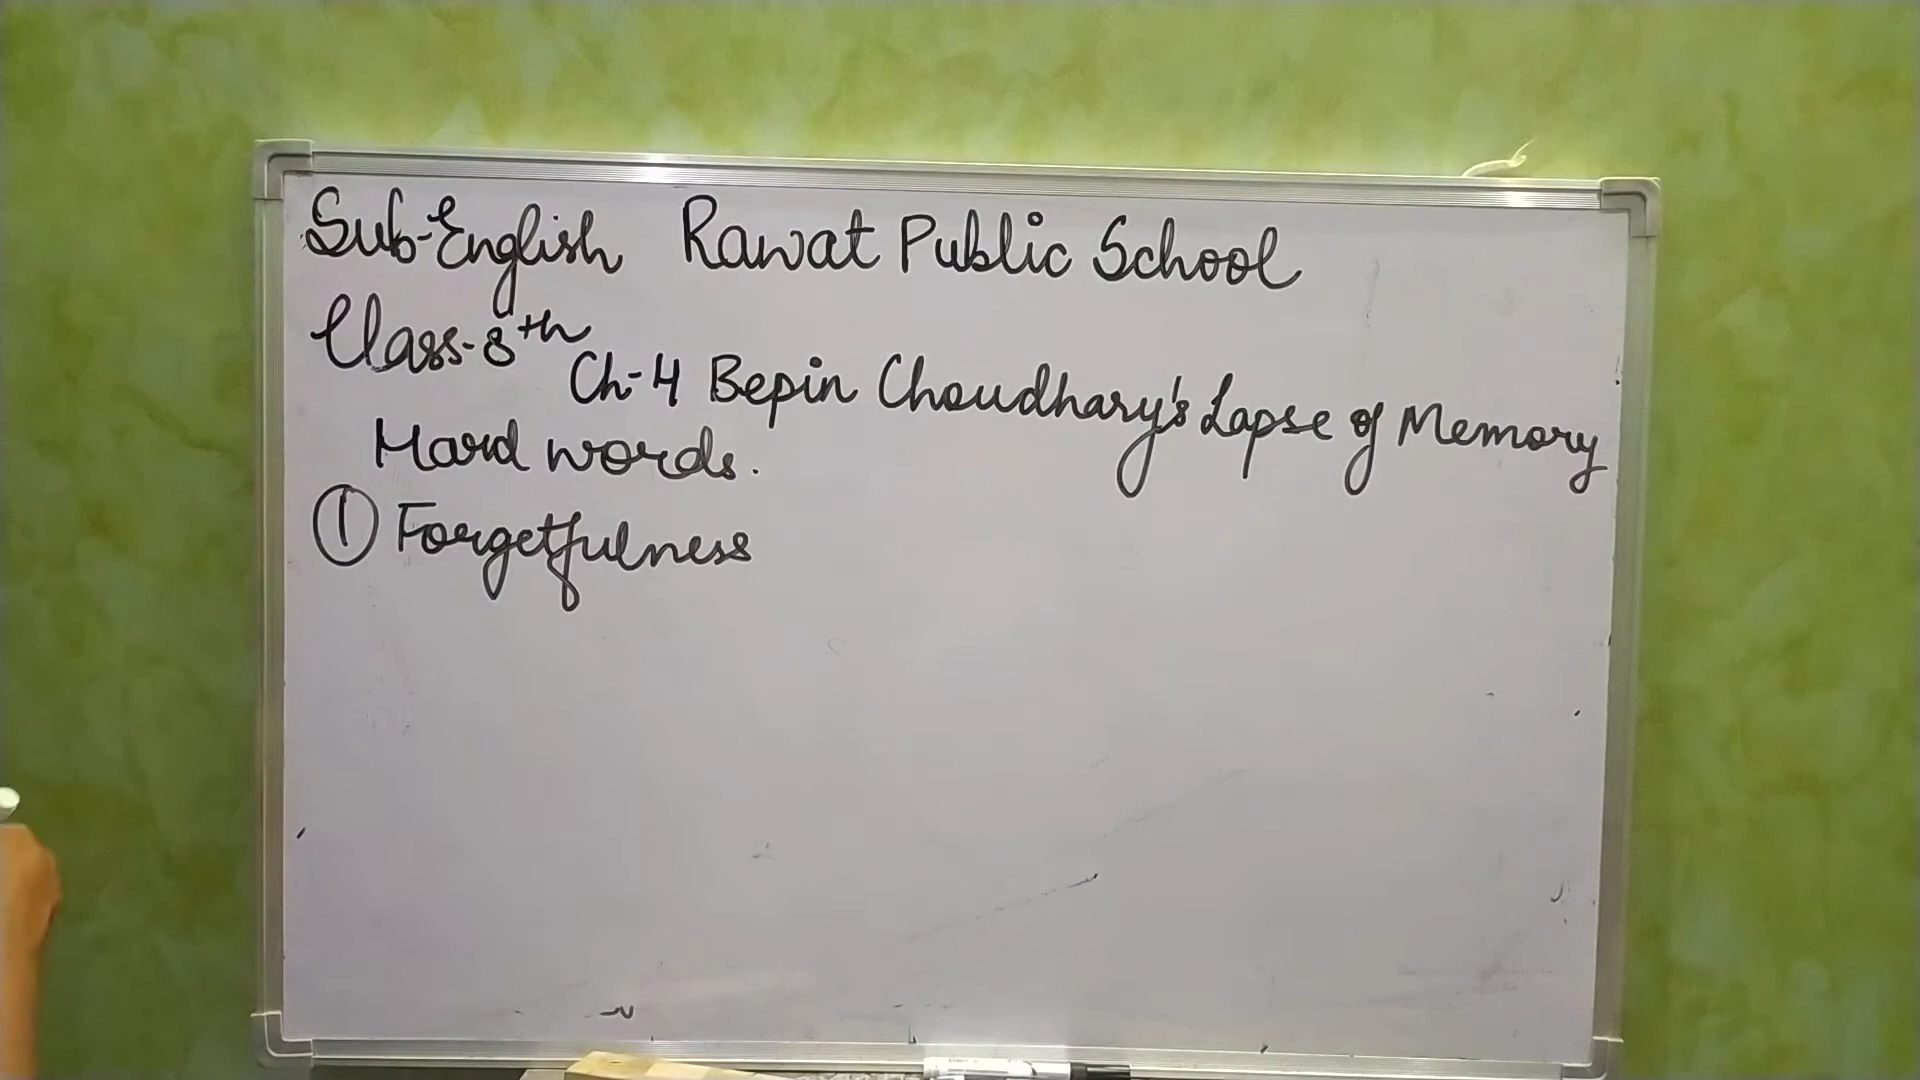 Sub-English Rawat Public School
Class-8th
Ch-4 Bepin Choudhary's Lapse of Memory
Hard words.
① Forgetfulness